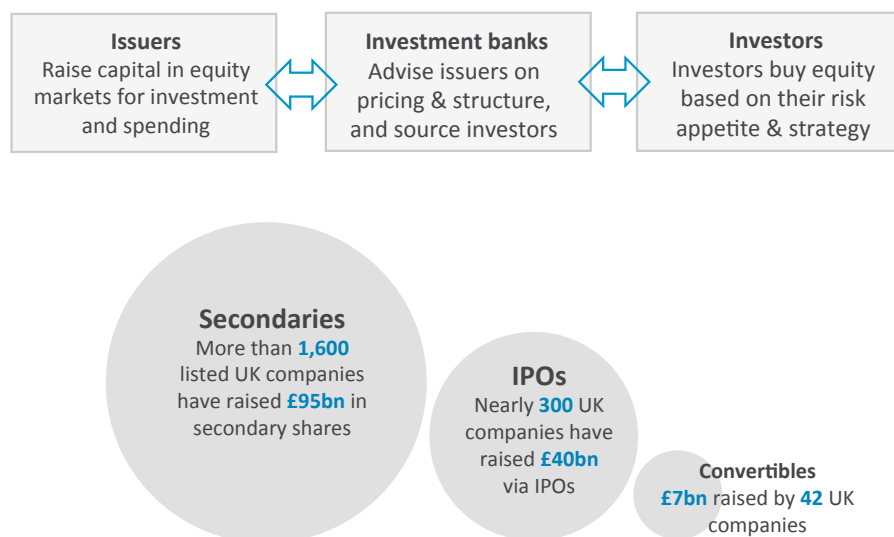 Issuers
Raise capital in equity
markets for investment
and spending
Investment banks
Advise issuers on
pricing & structure,
and source investors
Investors
Investors buy equity
based on their risk
appetite & strategy
Secondaries
More than 1,600
listed UK companies
have raised £95bn in
secondary shares
IPOs
Nearly 300 UK
companies have
raised £40bn
via IPOs
Convertibles
£7bn raised by 42 UK
companies